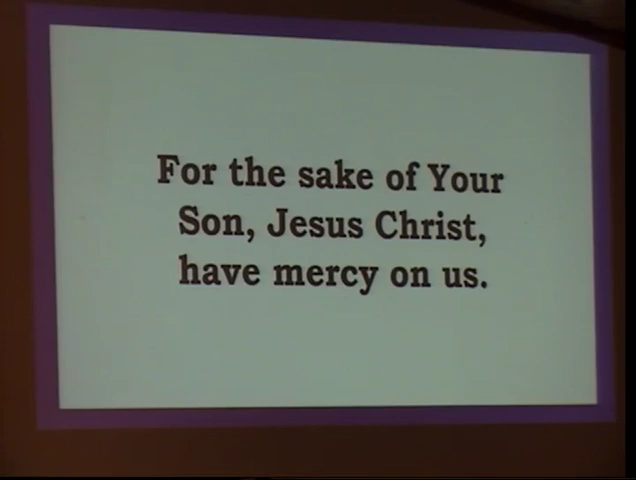 For the sake of Your
Son, Jesus Christ,
have mercy on us.